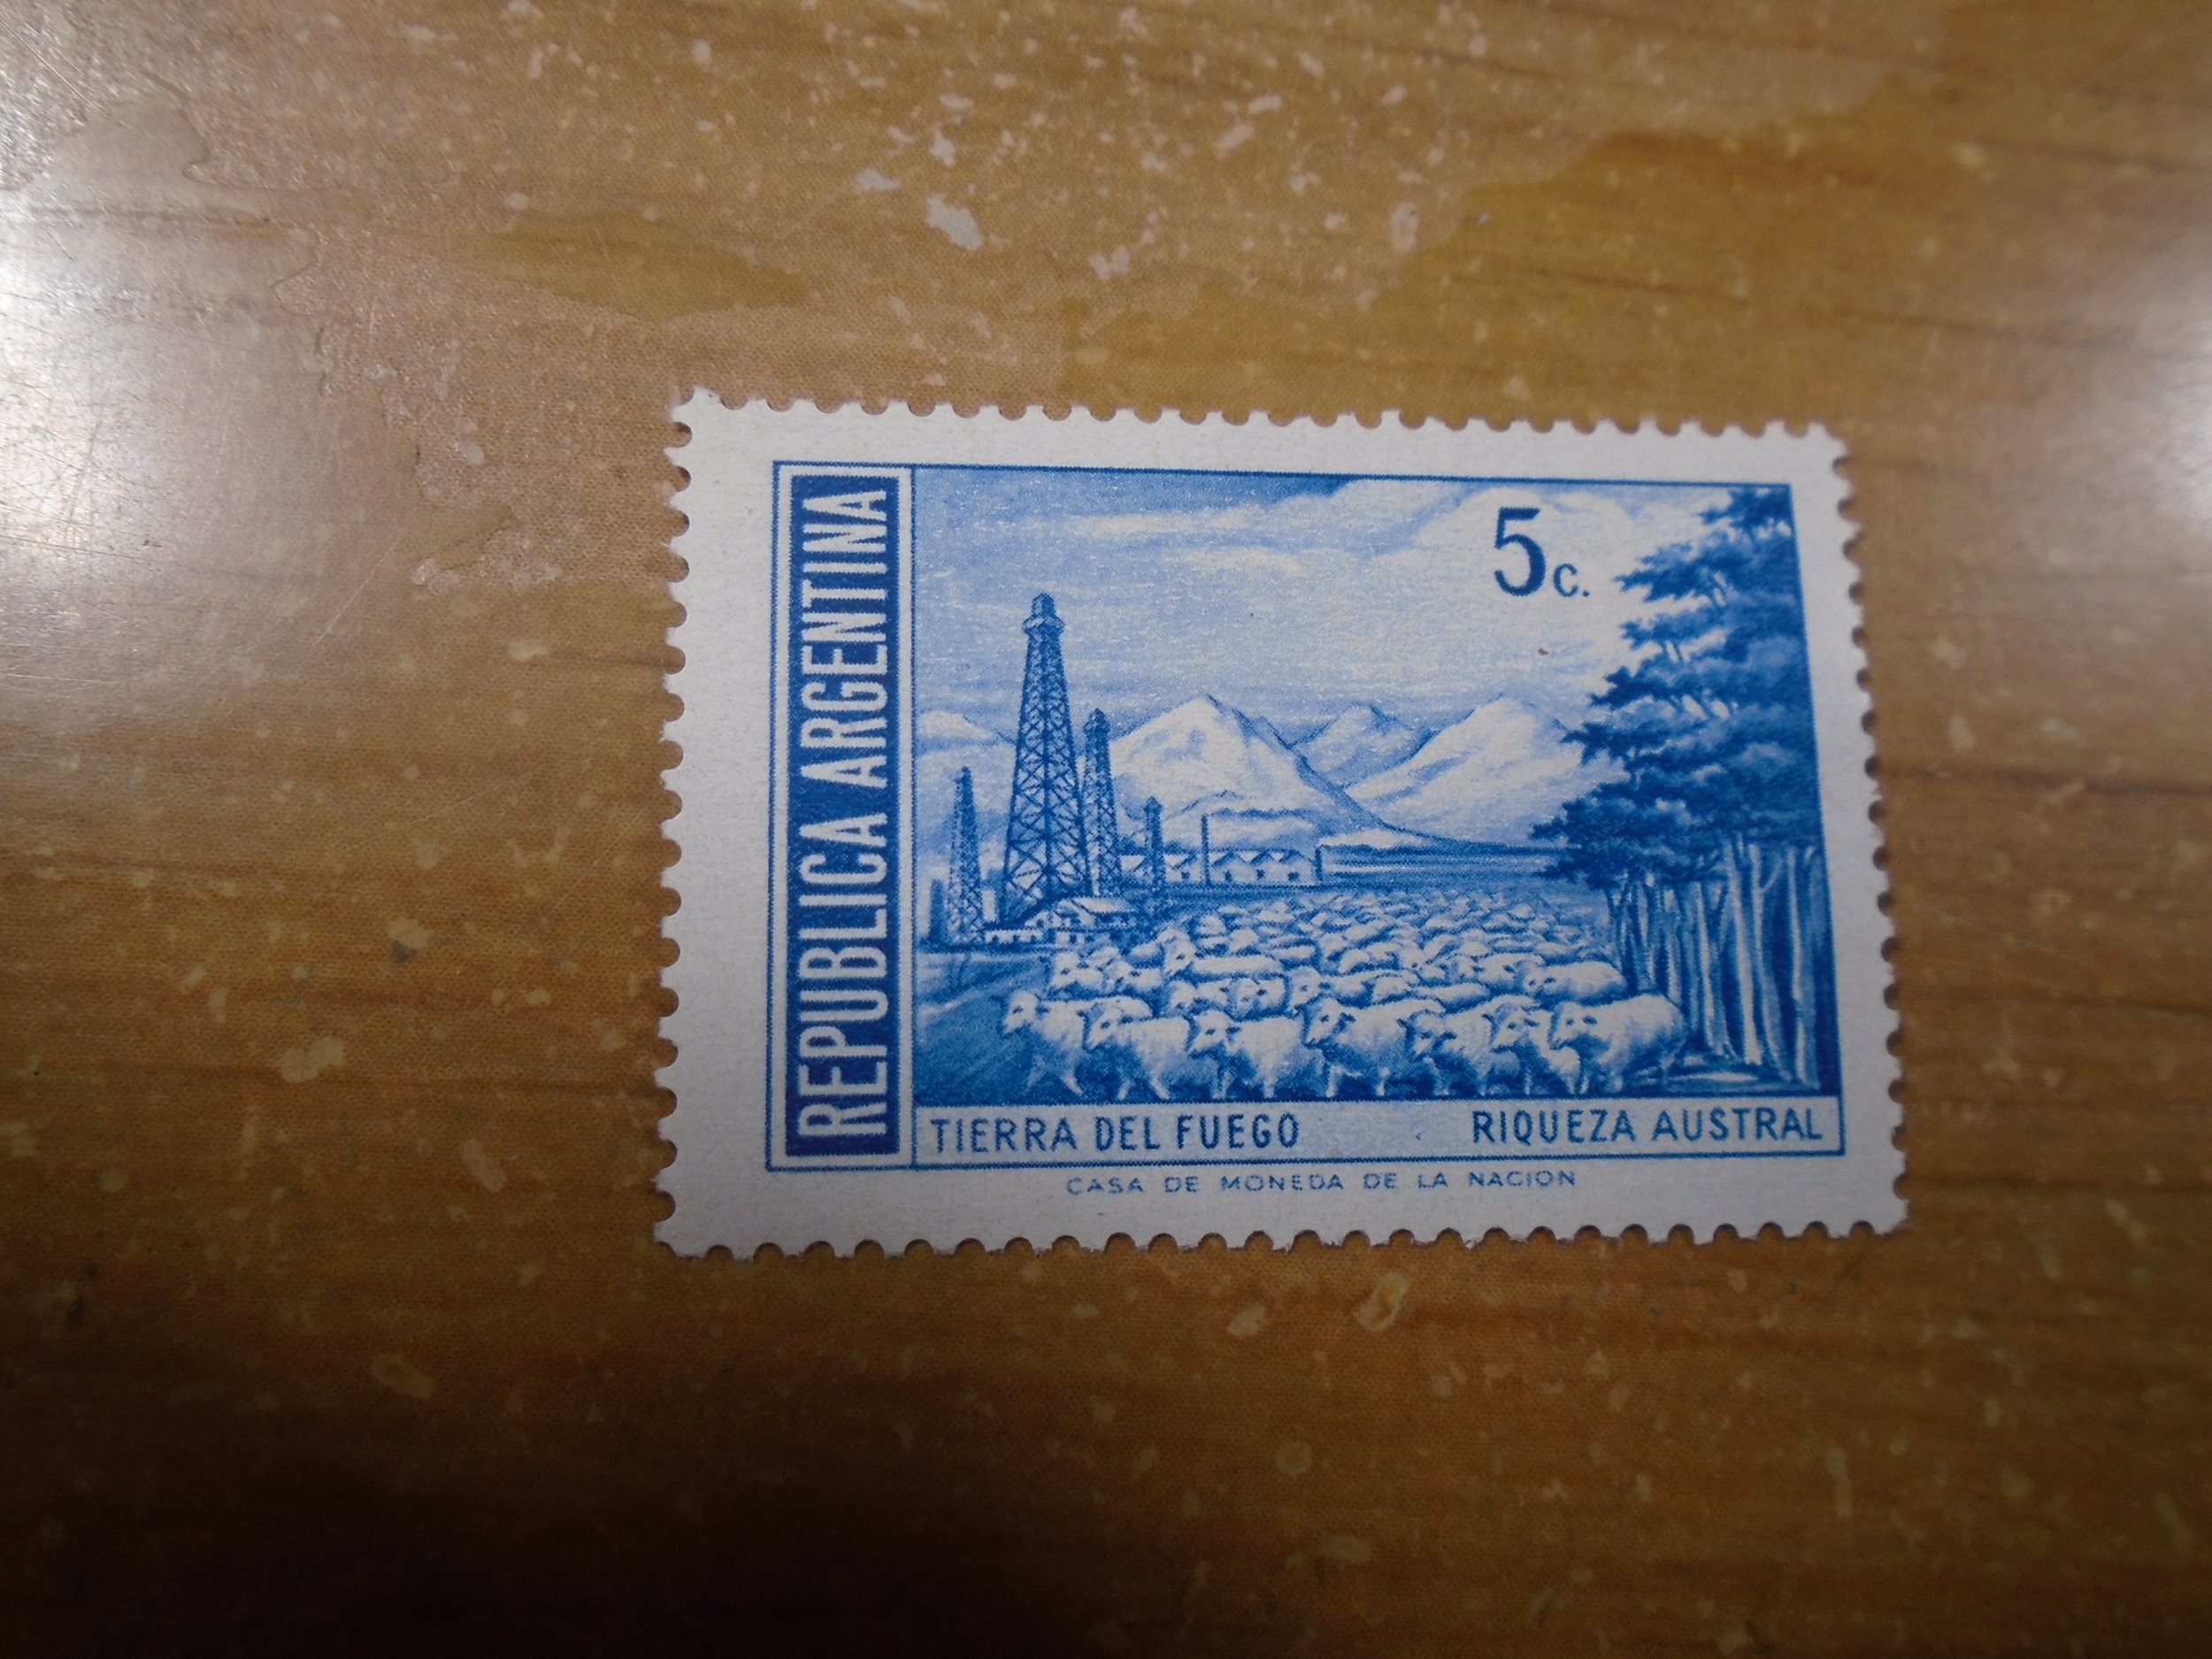 REPUBLICA ARGENTINA
5c.
TIERRA DEL FUEGO RIQUEZA AUSTRAL
CASA DE MONEDA DE LA NACION